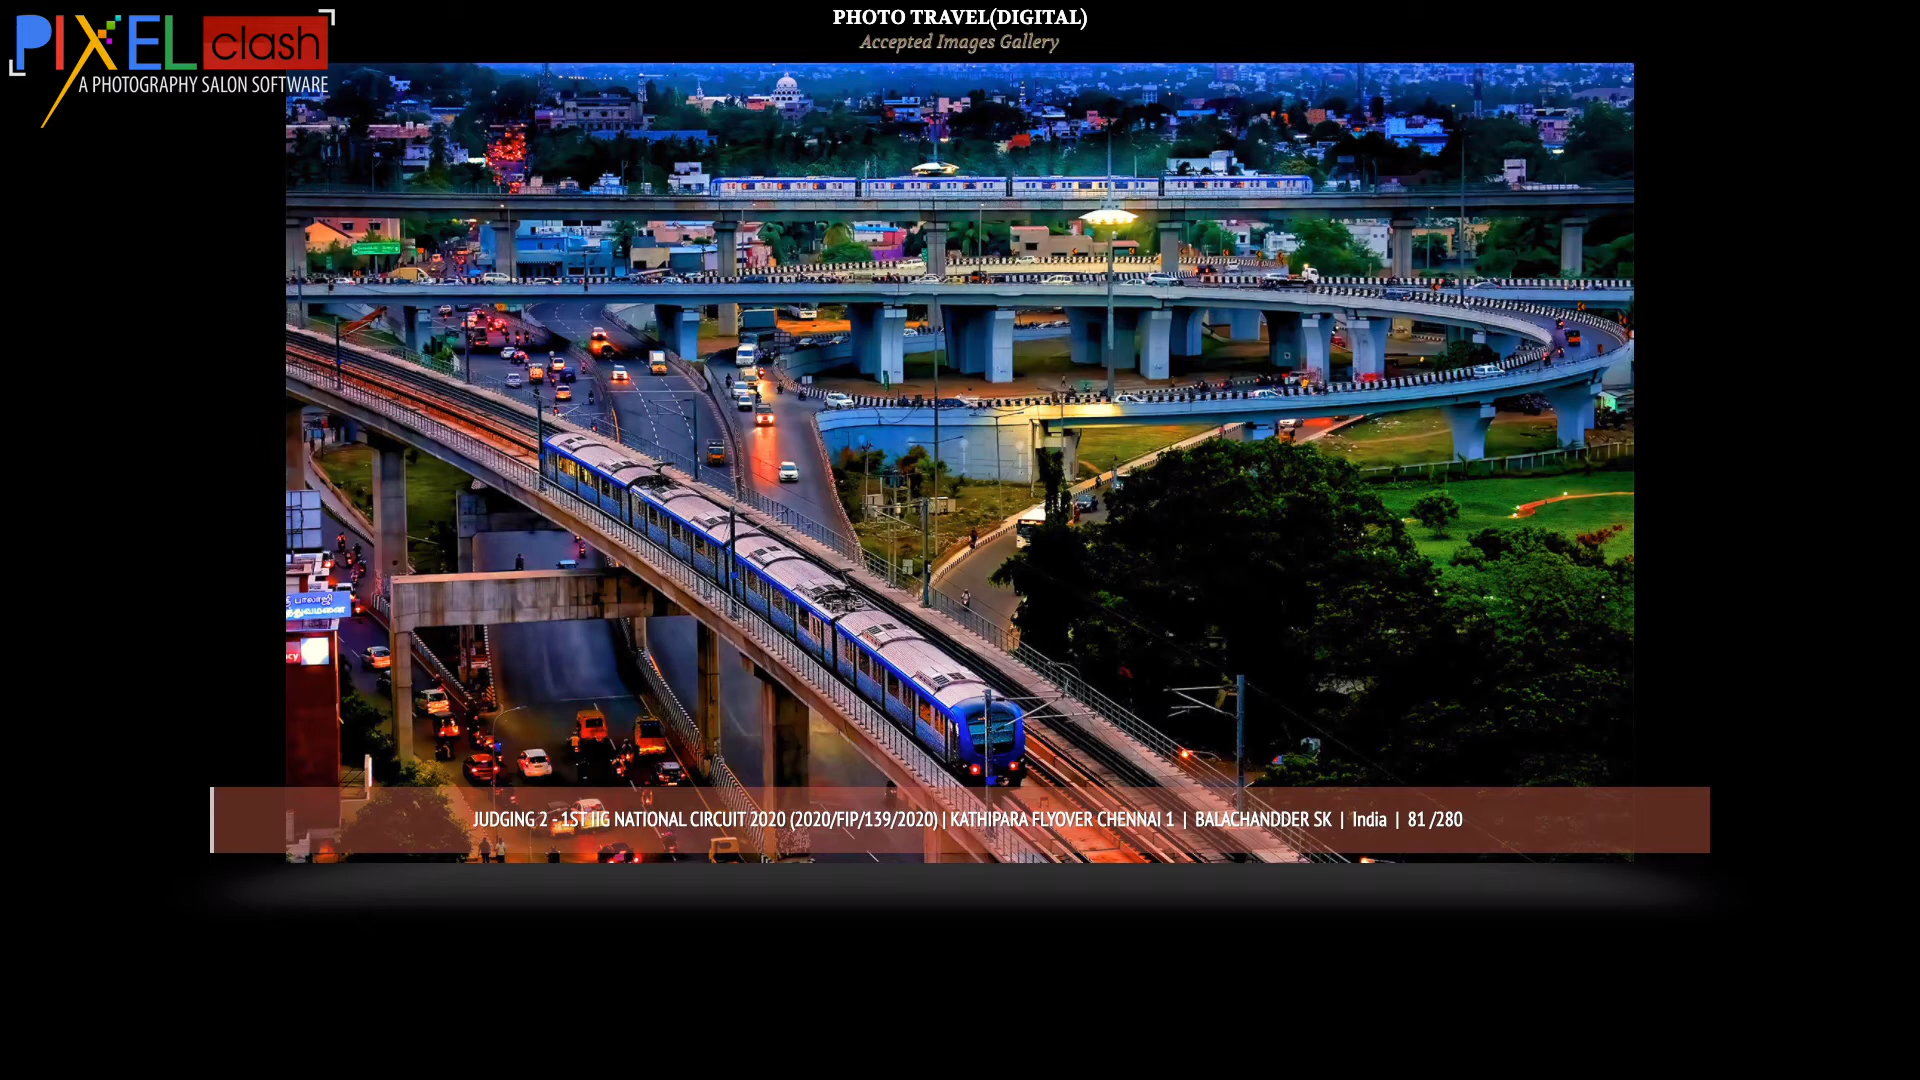 PIXEL clash
A PHOTOGRAPHY SALON SOFTWARE
PHOTO TRAVEL(DIGITAL)
Accepted Images Gallery
பாலாஜி
JUDGING 2 - 1ST IIG NATIONAL CIRCUIT 2020 (2020/FIP/139/2020) | KATHIPARA FLYOVER CHENNAI 1 | BALACHANDDER SK | India | 81 /280